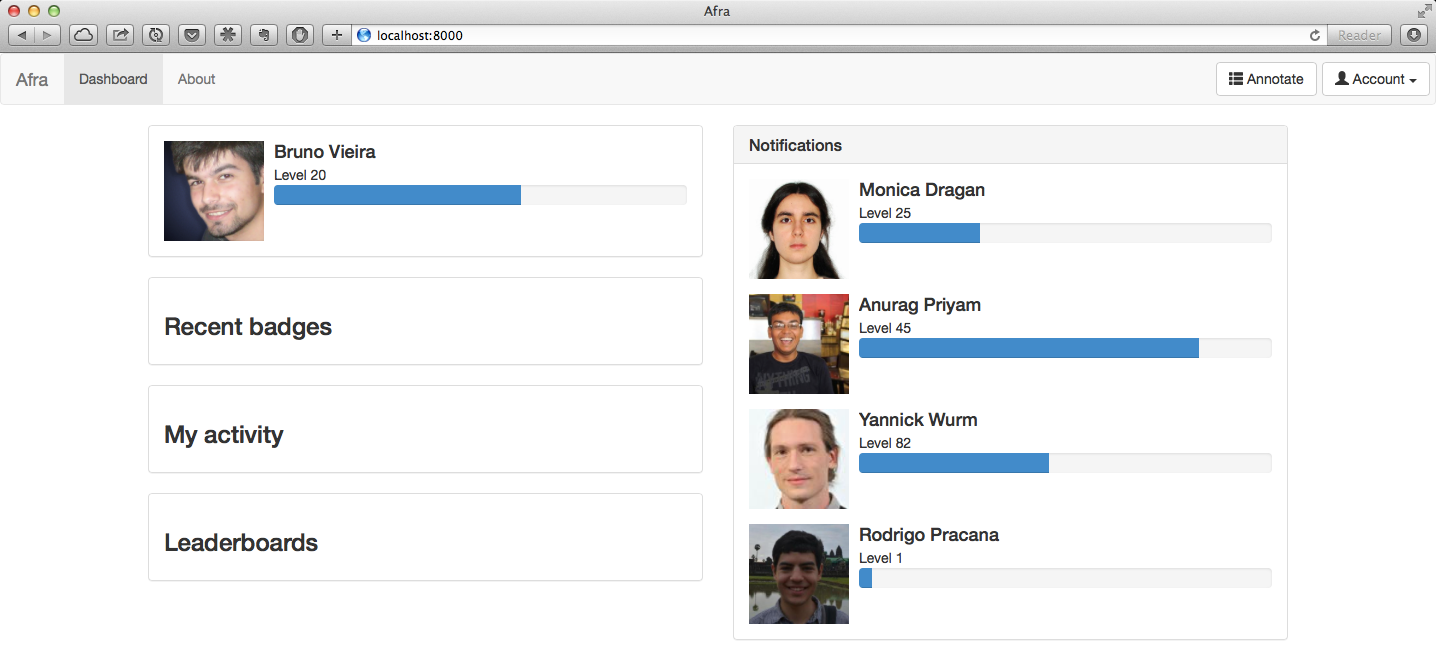 Afra
localhost:8000
Reader
Afra
Dashboard
About
Annotate
Account
Bruno Vieira
Level 20
Recent badges
My activity
Leaderboards
Notifications
Monica Dragan
Level 25
Anurag Priyam
Level 45
Yannick Wurm
Level 82
Rodrigo Pracana
Level 1